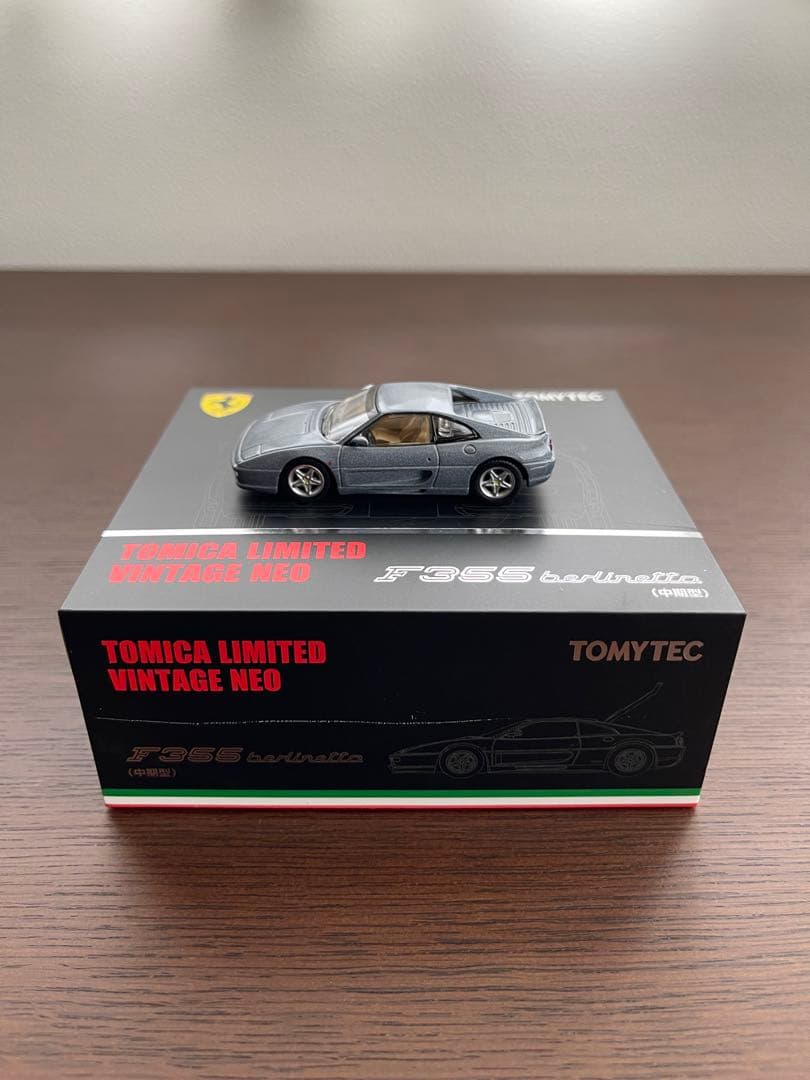 TOMYTEC
TOMICA LIMITED
VINTAGE NEO
F355 berlinetta
(中期型)
TOMICA LIMITED
VINTAGE NEO
TOMYTEC
F355 berlinetta
(中期型)